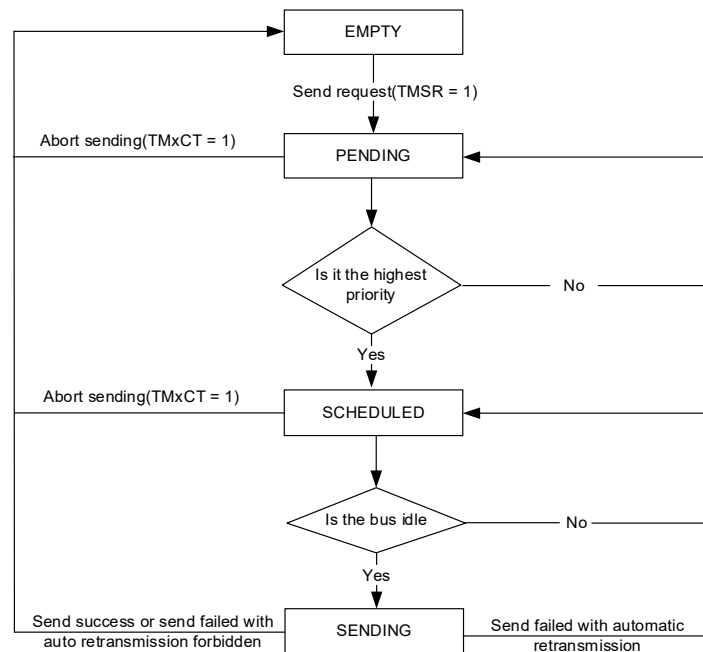 EMPTY
Send request(TMSR = 1)
Abort sending(TMxCT = 1)
PENDING
Is it the highest
priority
No
Yes
Abort sending(TMxCT = 1)
SCHEDULED
Is the bus idle
No
Yes
Send success or send failed with
auto retransmission forbidden
SENDING
Send failed with automatic
retransmission